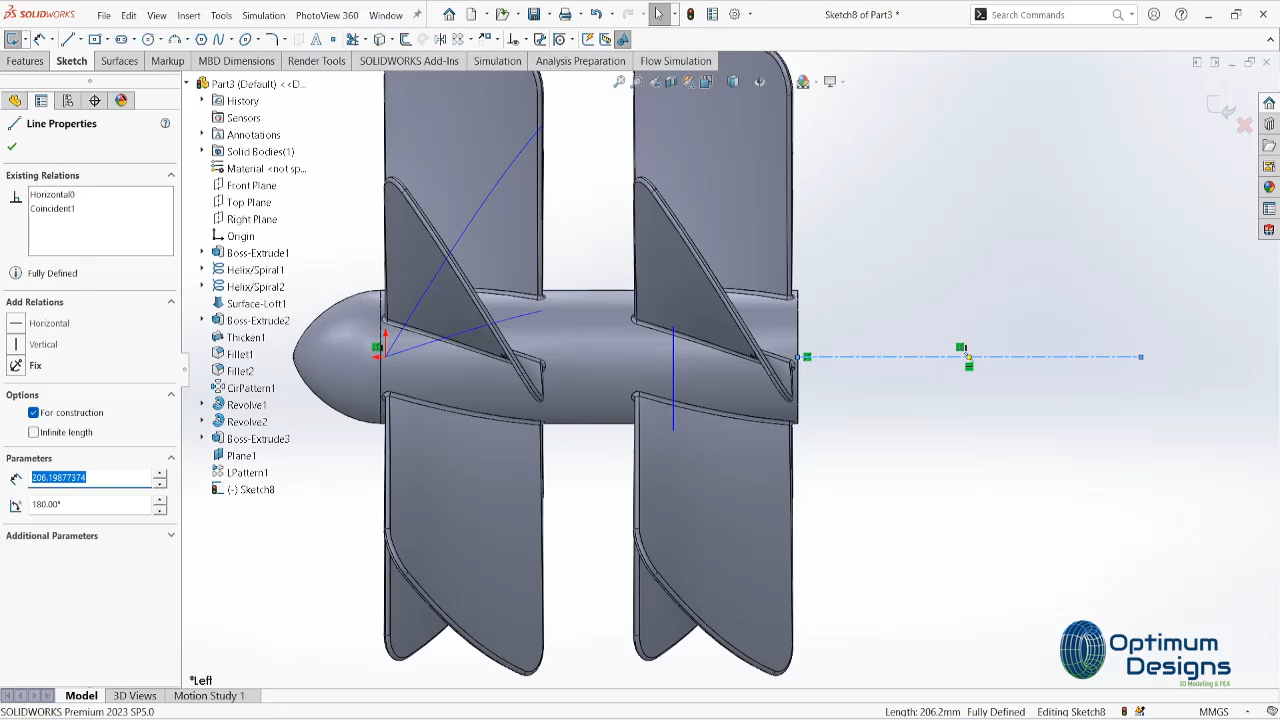 SOLIDWORKS
File
Edit
View
Insert
Tools
Simulation
PhotoView 360
Window
Sketch8 of Part3 *
Search Commands
Features
Sketch
Surfaces
Markup
MBD Dimensions
Render Tools
SOLIDWORKS Add-Ins
Simulation
Analysis Preparation
Flow Simulation
Line Properties
Existing Relations
Horizontal0
Coincident1
Fully Defined
Add Relations
Horizontal
Vertical
Fix
Options
For construction
Infinite length
Parameters
206.19877374
180.00°
Additional Parameters
Part3 (Default) <<D...
History
Sensors
Annotations
Solid Bodies(1)
Material <not sp...
Front Plane
Top Plane
Right Plane
Origin
Boss-Extrude1
Helix/Spiral1
Helix/Spiral2
Surface-Loft1
Boss-Extrude2
Thicken1
Fillet1
Fillet2
CirPattern1
Revolve1
Revolve2
Boss-Extrude3
Plane1
LPattern1
(-) Sketch8
*Left
Optimum
Designs
3D Modeling & FEA
Model
3D Views
Motion Study 1
SOLIDWORKS Premium 2023 SP5.0
Length: 206.2mm
Fully Defined
Editing Sketch8
MMGS